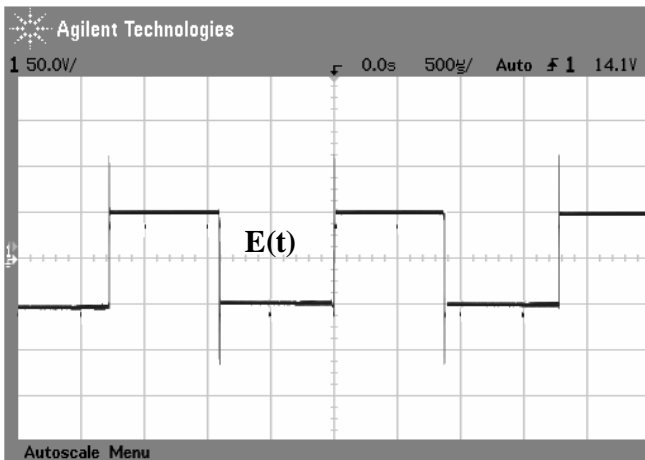 Agilent Technologies
1 50.0V/ 0.0s 500µs/ Auto 1 14.1V
E(t)
Autoscale Menu